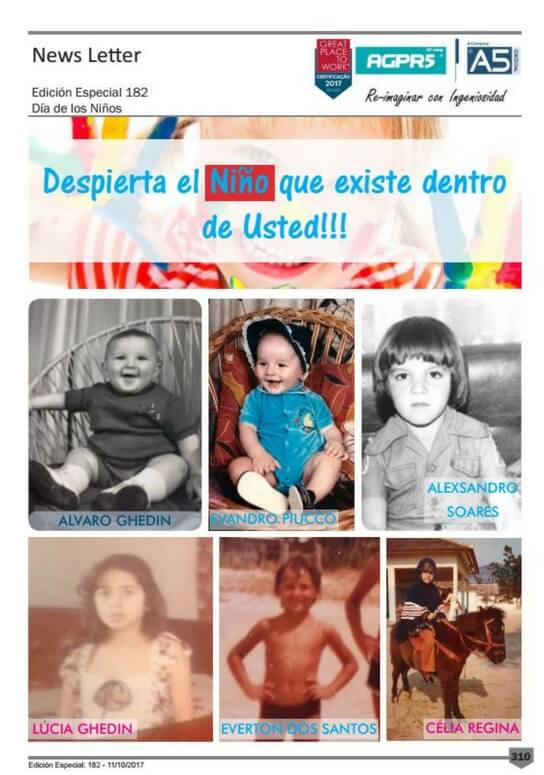 News Letter
Edición Especial 182
Día de los Niños
GREAT
PLACE
TO
WORK®
CERTIFICAÇÃO
2017
AGPR5
A5
Re-imaginar con Ingeniosidad
Despierta el Niño que existe dentro
de Usted!!!
ALVARO GHEDIN
EVANDRO PIUCCO
ALEXSANDRO
SOARES
LÚCIA GHEDIN
EVERTON DOS SANTOS
CÉLIA REGINA
Edición Especial: 182 - 11/10/2017
310